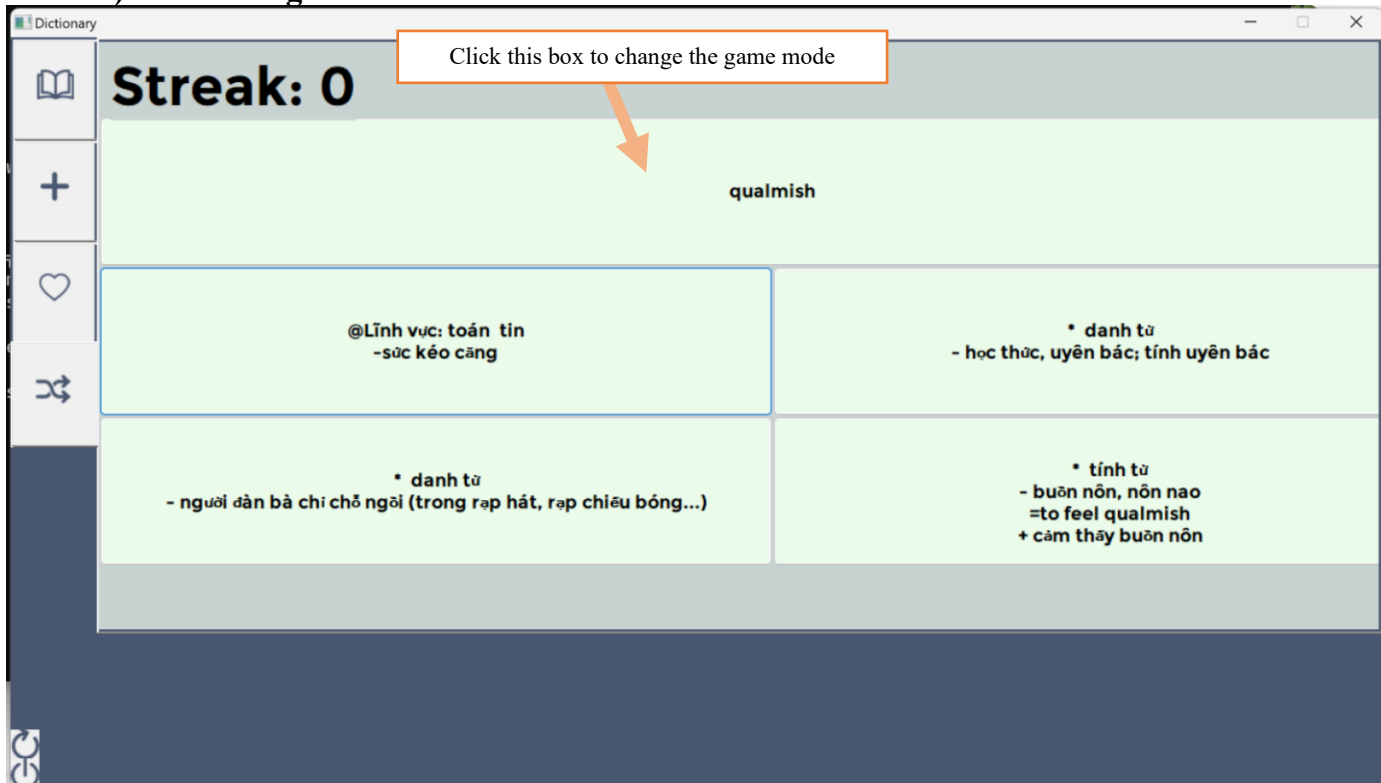 Dictionary
Click this box to change the game mode
Streak: 0
qualmish
@Lĩnh vực: toán tin
-sức kéo căng
* danh từ
- học thức, uyên bác; tính uyên bác
* danh từ
- người đàn bà chỉ chỗ ngồi (trong rạp hát, rạp chiếu bóng...)
* tính từ
- buồn nôn, nôn nao
=to feel qualmish
+ cảm thấy buồn nôn